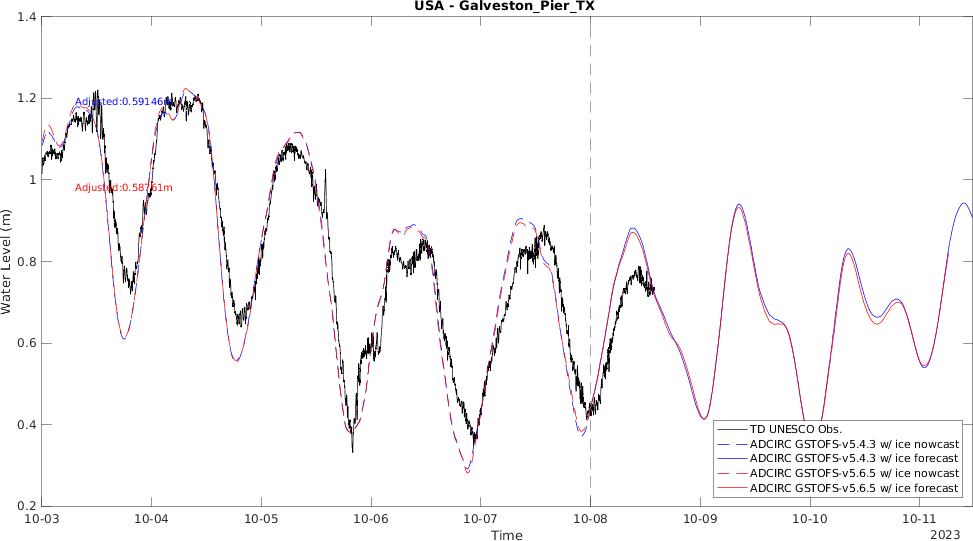 USA - Galveston_Pier_TX
Water Level (m)
1.4
1.2
1
0.8
0.6
0.4
0.2
Adjusted:0.59146m
Adjusted:0.58761m
TD UNESCO Obs.
ADCIRC GSTOFS-v5.4.3 w/ ice nowcast
ADCIRC GSTOFS-v5.4.3 w/ ice forecast
ADCIRC GSTOFS-v5.6.5 w/ ice nowcast
ADCIRC GSTOFS-v5.6.5 w/ ice forecast
10-03 10-04 10-05 10-06 10-07 10-08 10-09 10-10 10-11
Time
2023